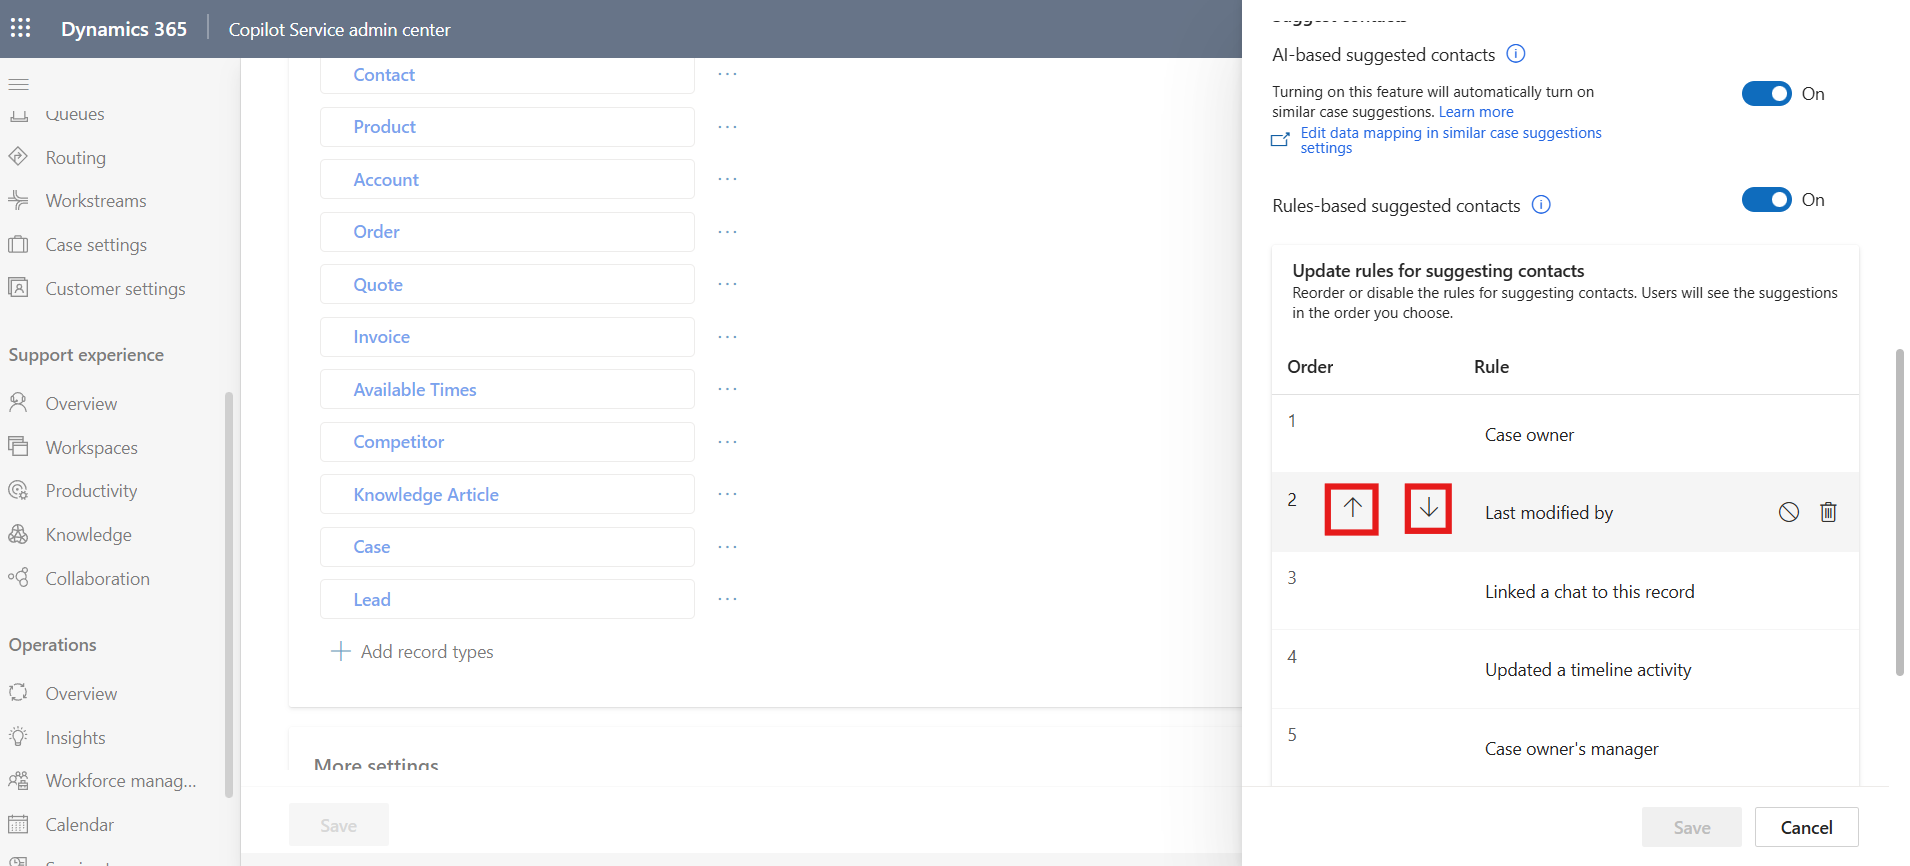 Dynamics 365
Copilot Service admin center
Queues
Routing
Workstreams
Case settings
Customer settings
Support experience
Overview
Workspaces
Productivity
Knowledge
Collaboration
Operations
Overview
Insights
Workforce manag...
Calendar
Contact
Product
Account
Order
Quote
Invoice
Available Times
Competitor
Knowledge Article
Case
Lead
Add record types
More settings
Save
AI-based suggested contacts
Turning on this feature will automatically turn on
similar case suggestions. Learn more
Edit data mapping in similar case suggestions
settings
On
Rules-based suggested contacts
On
Update rules for suggesting contacts
Reorder or disable the rules for suggesting contacts. Users will see the suggestions
in the order you choose.
Order Rule
1 Case owner
2 Last modified by
3 Linked a chat to this record
4 Updated a timeline activity
5 Case owner's manager
Save Cancel